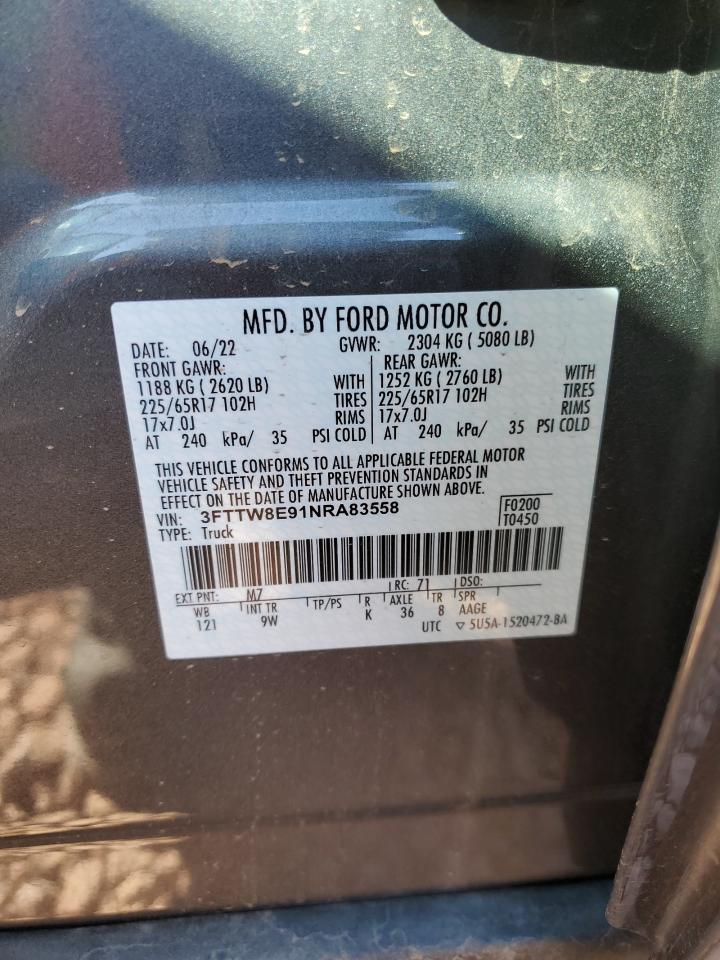 MFD. BY FORD MOTOR CO.
DATE: 06/22 GVWR: 2304 KG ( 5080 LB)
FRONT GAWR: REAR GAWR:
1188 KG ( 2620 LB) WITH 1252 KG ( 2760 LB) WITH
225/65R17 102H TIRES 225/65R17 102H TIRES
17x7.0J RIMS 17x7.0J RIMS
AT 240 kPa/ 35 PSI COLD AT 240 kPa/ 35 PSI COLD
THIS VEHICLE CONFORMS TO ALL APPLICABLE FEDERAL MOTOR
VEHICLE SAFETY AND THEFT PREVENTION STANDARDS IN
EFFECT ON THE DATE OF MANUFACTURE SHOWN ABOVE.
VIN: 3FTTW8E91NRA83558 F0200
TYPE: Truck T0450
EXT PNT: M7 RC: 71 DSO:
WB INT TR TP/PS R AXLE TR SPR
121 9W K 36 8 AAGE
UTC ▽ 5U5A-1520472-BA